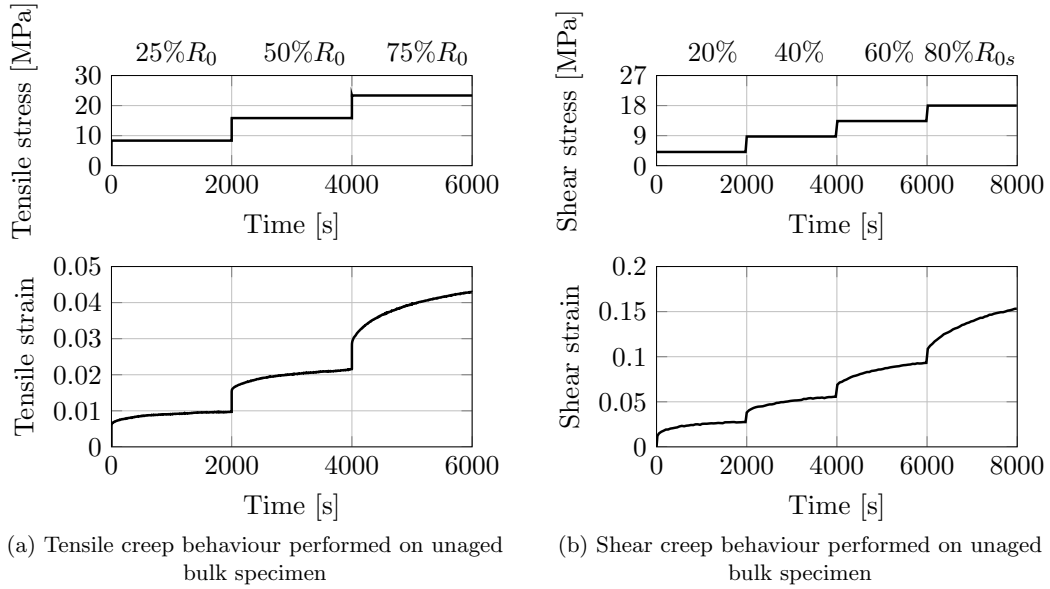 25%R0 50%R0 75%R0
Tensile stress [MPa]
30
20
10
0
0 2000 4000 6000
Time [s]
Tensile strain
0.05
0.04
0.03
0.02
0.01
0
0 2000 4000 6000
Time [s]
(a) Tensile creep behaviour performed on unaged
bulk specimen
20% 40% 60% 80%R0s
Shear stress [MPa]
27
18
9
0
0 2000 4000 6000 8000
Time [s]
Shear strain
0.2
0.15
0.1
0.05
0
0 2000 4000 6000 8000
Time [s]
(b) Shear creep behaviour performed on unaged
bulk specimen